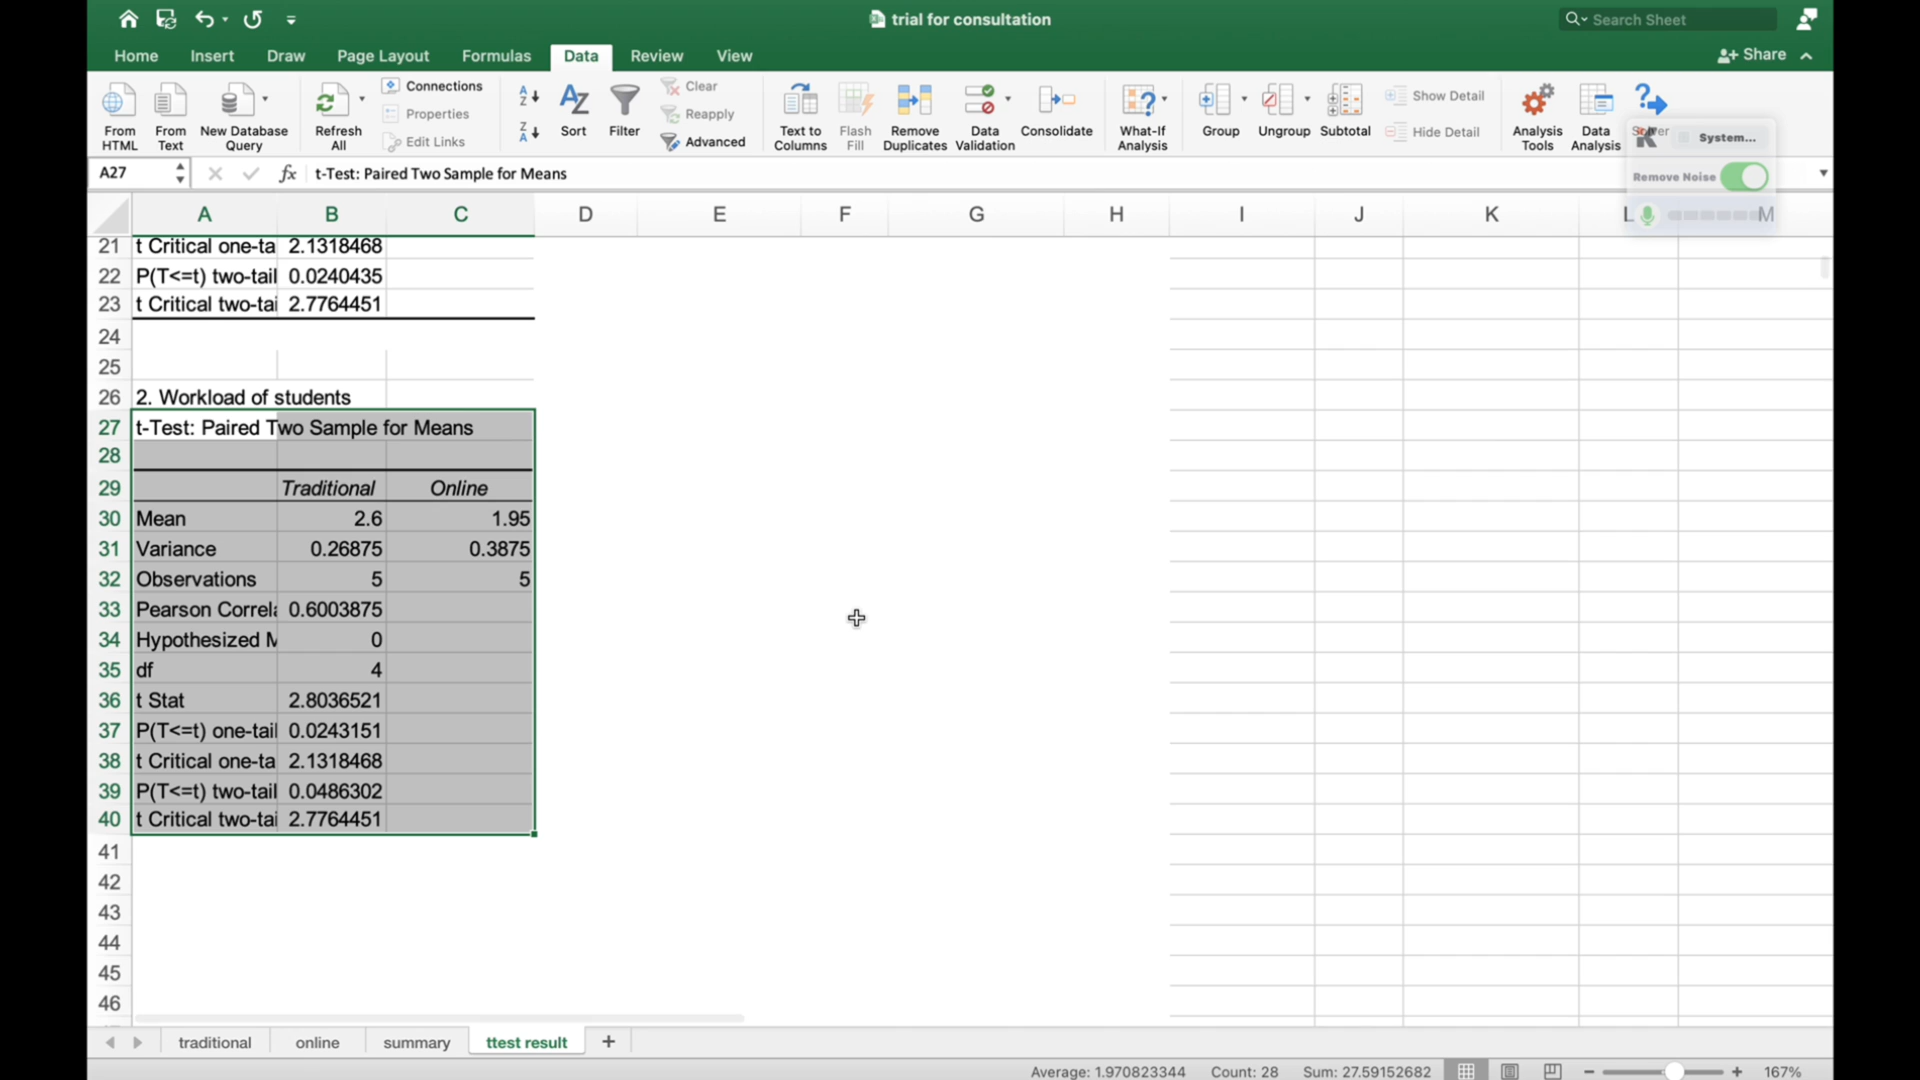 trial for consultation
Search Sheet
Home Insert Draw Page Layout Formulas Data Review View
Share
From HTML
From Text
New Database Query
Refresh All
Connections
Properties
Edit Links
Sort
Filter
Clear
Reapply
Advanced
Text to Columns
Flash Fill
Remove Duplicates
Data Validation
Consolidate
What-If Analysis
Group
Ungroup
Subtotal
Show Detail
Hide Detail
Analysis Tools
Data Analysis
Solver
System...
Remove Noise
A27 fx t-Test: Paired Two Sample for Means
A B C D E F G H I J K L M
21 t Critical one-ta 2.1318468
22 P(T<=t) two-tail 0.0240435
23 t Critical two-tai 2.7764451
24
25
26 2. Workload of students
27 t-Test: Paired Two Sample for Means
28
29 Traditional Online
30 Mean 2.6 1.95
31 Variance 0.26875 0.3875
32 Observations 5 5
33 Pearson Correla 0.6003875
34 Hypothesized M 0
35 df 4
36 t Stat 2.8036521
37 P(T<=t) one-tail 0.0243151
38 t Critical one-ta 2.1318468
39 P(T<=t) two-tail 0.0486302
40 t Critical two-tai 2.7764451
41
42
43
44
45
46
traditional online summary ttest result +
Average: 1.970823344 Count: 28 Sum: 27.59152682 167%